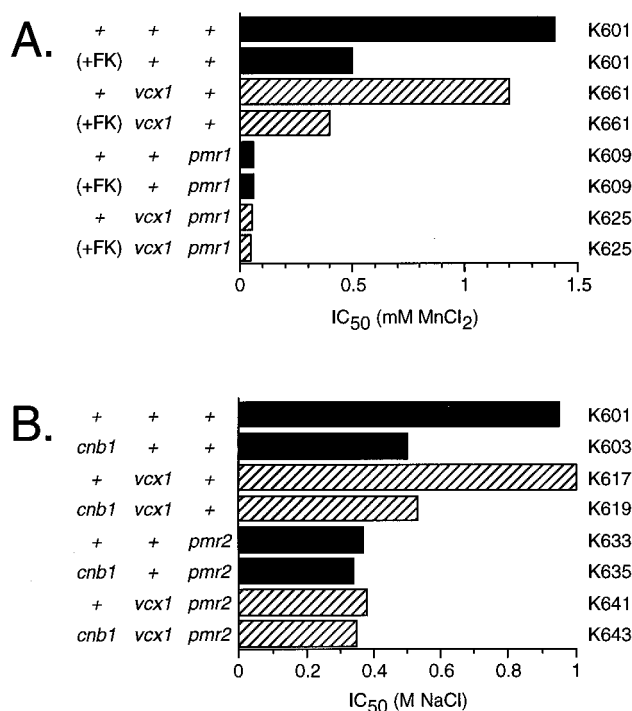 A.
+ + + K601
(+FK) + + K601
+ vcx1 + K661
(+FK) vcx1 + K661
+ + pmr1 K609
(+FK) + pmr1 K609
+ vcx1 pmr1 K625
(+FK) vcx1 pmr1 K625
0 0.5 1 1.5
IC50 (mM MnCl2)
B.
+ + + K601
cnb1 + + K603
+ vcx1 + K617
cnb1 vcx1 + K619
+ + pmr2 K633
cnb1 + pmr2 K635
+ vcx1 pmr2 K641
cnb1 vcx1 pmr2 K643
0 0.2 0.4 0.6 0.8 1
IC50 (M NaCl)